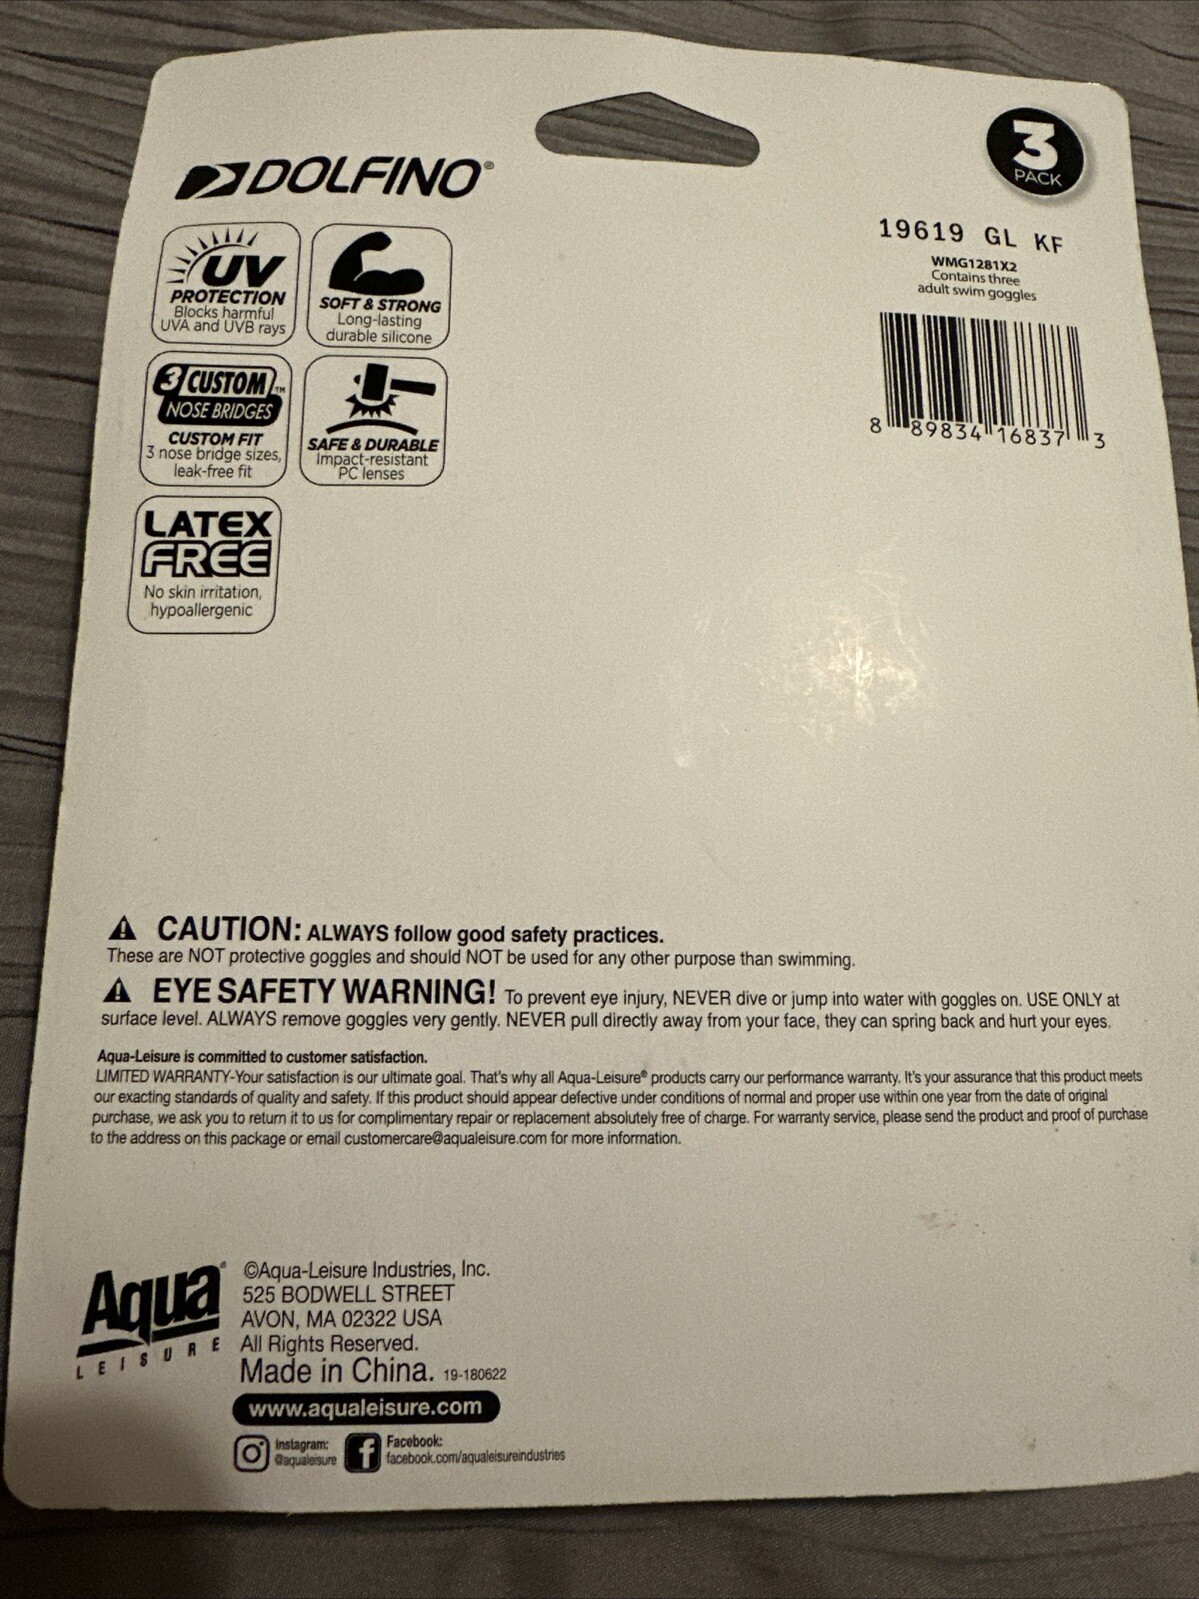 DOLFINO®
3
PACK
19619 GL KF
WMG1281X2
Contains three
adult swim goggles
8 89834 16837 3
UV
PROTECTION
Blocks harmful
UVA and UVB rays
SOFT & STRONG
Long-lasting
durable silicone
3 CUSTOM™
NOSE BRIDGES
CUSTOM FIT
3 nose bridge sizes,
leak-free fit
SAFE & DURABLE
Impact-resistant
PC lenses
LATEX
FREE
No skin irritation,
hypoallergenic
CAUTION: ALWAYS follow good safety practices.
These are NOT protective goggles and should NOT be used for any other purpose than swimming.
EYE SAFETY WARNING! To prevent eye injury, NEVER dive or jump into water with goggles on. USE ONLY at
surface level. ALWAYS remove goggles very gently. NEVER pull directly away from your face, they can spring back and hurt your eyes.
Aqua-Leisure is committed to customer satisfaction.
LIMITED WARRANTY-Your satisfaction is our ultimate goal. That's why all Aqua-Leisure® products carry our performance warranty. It's your assurance that this product meets
our exacting standards of quality and safety. If this product should appear defective under conditions of normal and proper use within one year from the date of original
purchase, we ask you to return it to us for complimentary repair or replacement absolutely free of charge. For warranty service, please send the product and proof of purchase
to the address on this package or email customercare@aqualeisure.com for more information.
Aqua®
LEISURE
©Aqua-Leisure Industries, Inc.
525 BODWELL STREET
AVON, MA 02322 USA
All Rights Reserved.
Made in China. 19-180622
www.aqualeisure.com
Instagram:
@aqualeisure
Facebook:
facebook.com/aqualeisureindustries